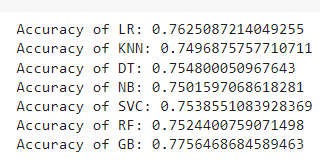 Accuracy of LR: 0.7625087214049255
Accuracy of KNN: 0.7496875757710711
Accuracy of DT: 0.754800050967643
Accuracy of NB: 0.7501597068618281
Accuracy of SVC: 0.7538551083928369
Accuracy of RF: 0.7524400759071498
Accuracy of GB: 0.7756468684589463